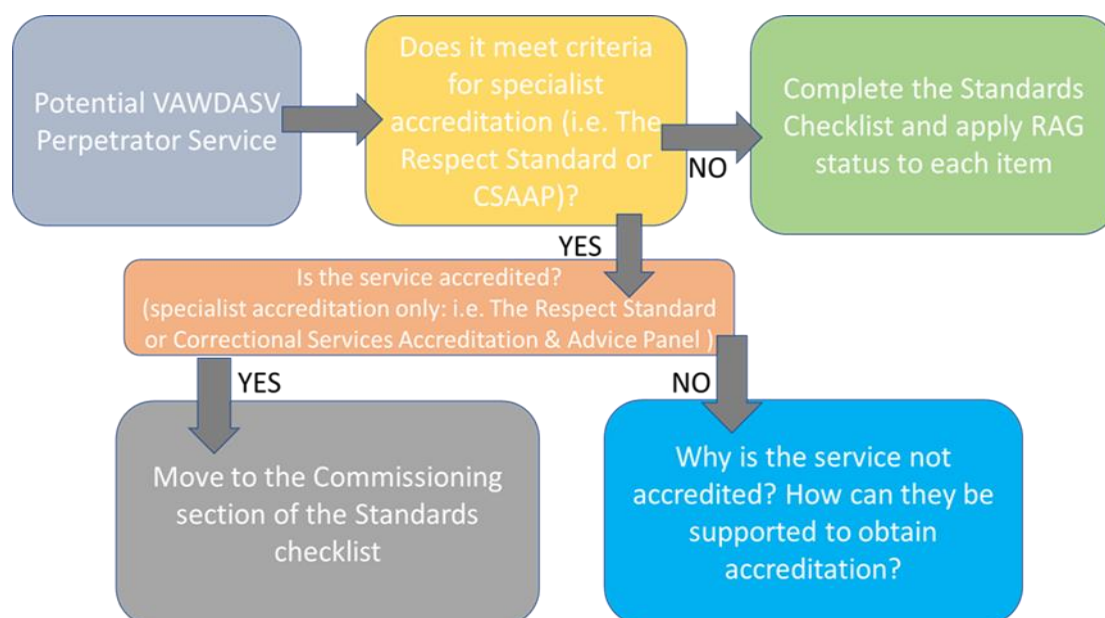 Potential VAWDASV
Perpetrator Service
Does it meet criteria
for specialist
accreditation (i.e. The
Respect Standard or
CSAAP)?
NO
Complete the Standards
Checklist and apply RAG
status to each item
YES
Is the service accredited?
(specialist accreditation only: i.e. The Respect Standard
or Correctional Services Accreditation & Advice Panel )
YES
NO
Move to the Commissioning
section of the Standards
checklist
Why is the service not
accredited? How can they be
supported to obtain
accreditation?